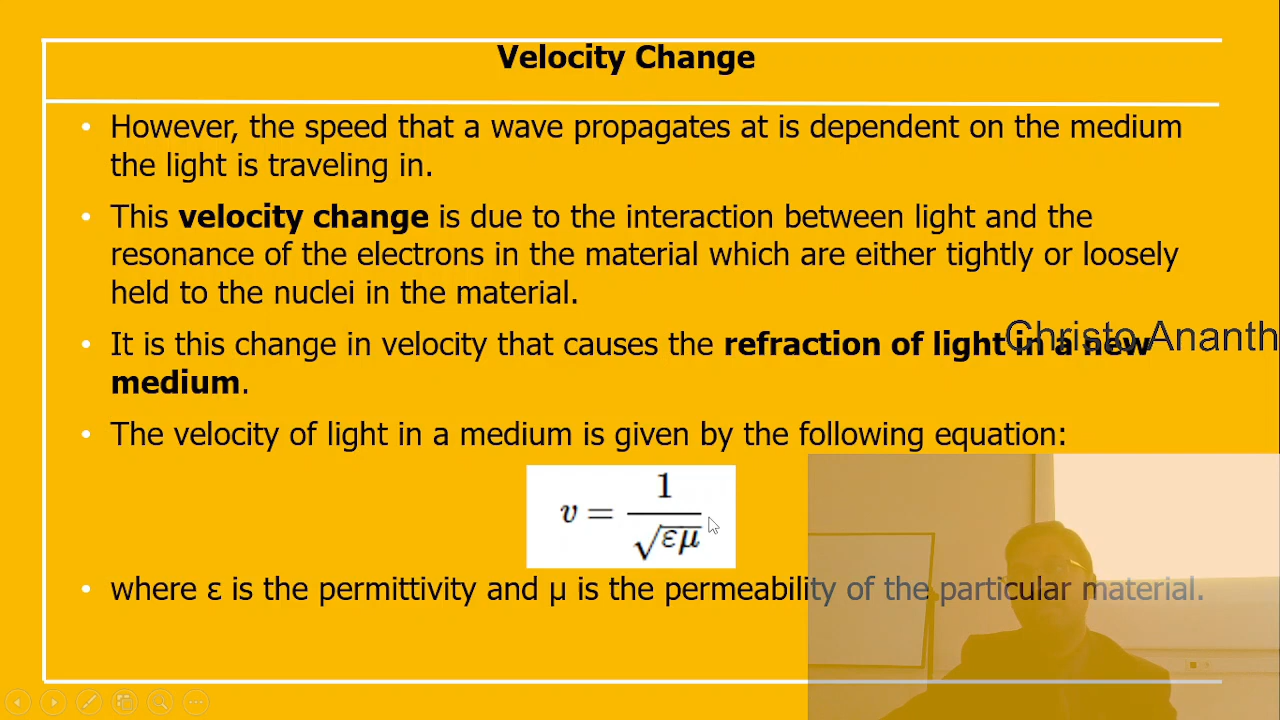 Velocity Change
• However, the speed that a wave propagates at is dependent on the medium
the light is traveling in.
• This velocity change is due to the interaction between light and the
resonance of the electrons in the material which are either tightly or loosely
held to the nuclei in the material.
• It is this change in velocity that causes the refraction of light in a new
medium.
Christo Ananth
• The velocity of light in a medium is given by the following equation:
v = 1/√εμ
• where ε is the permittivity and μ is the permeability of the particular material.